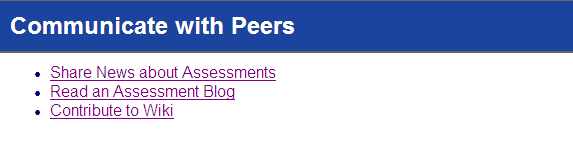 Communicate with Peers
Share News about Assessments
Read an Assessment Blog
Contribute to Wiki